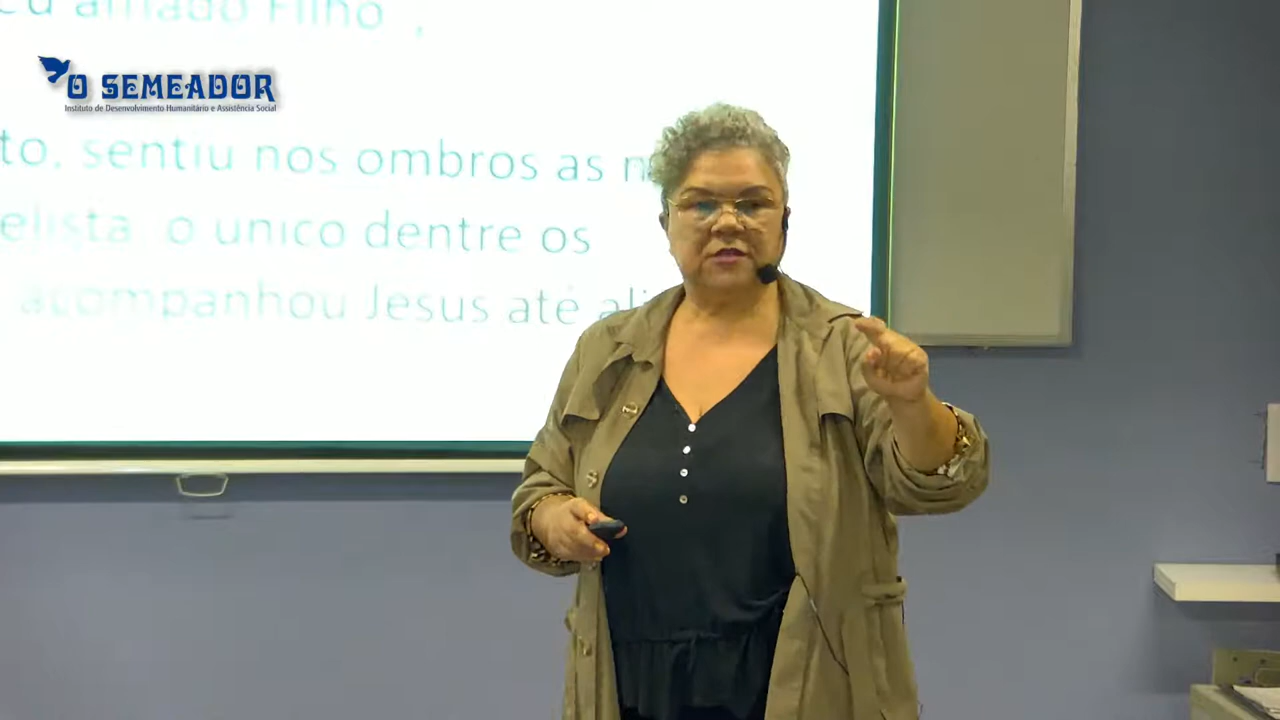 eu amado Filho",
O SEMEADOR
Instituto de Desenvolvimento Humanitário e Assistência Social
to, sentiu nos ombros as
elista, o unico dentre os
acompanhou Jesus até ali